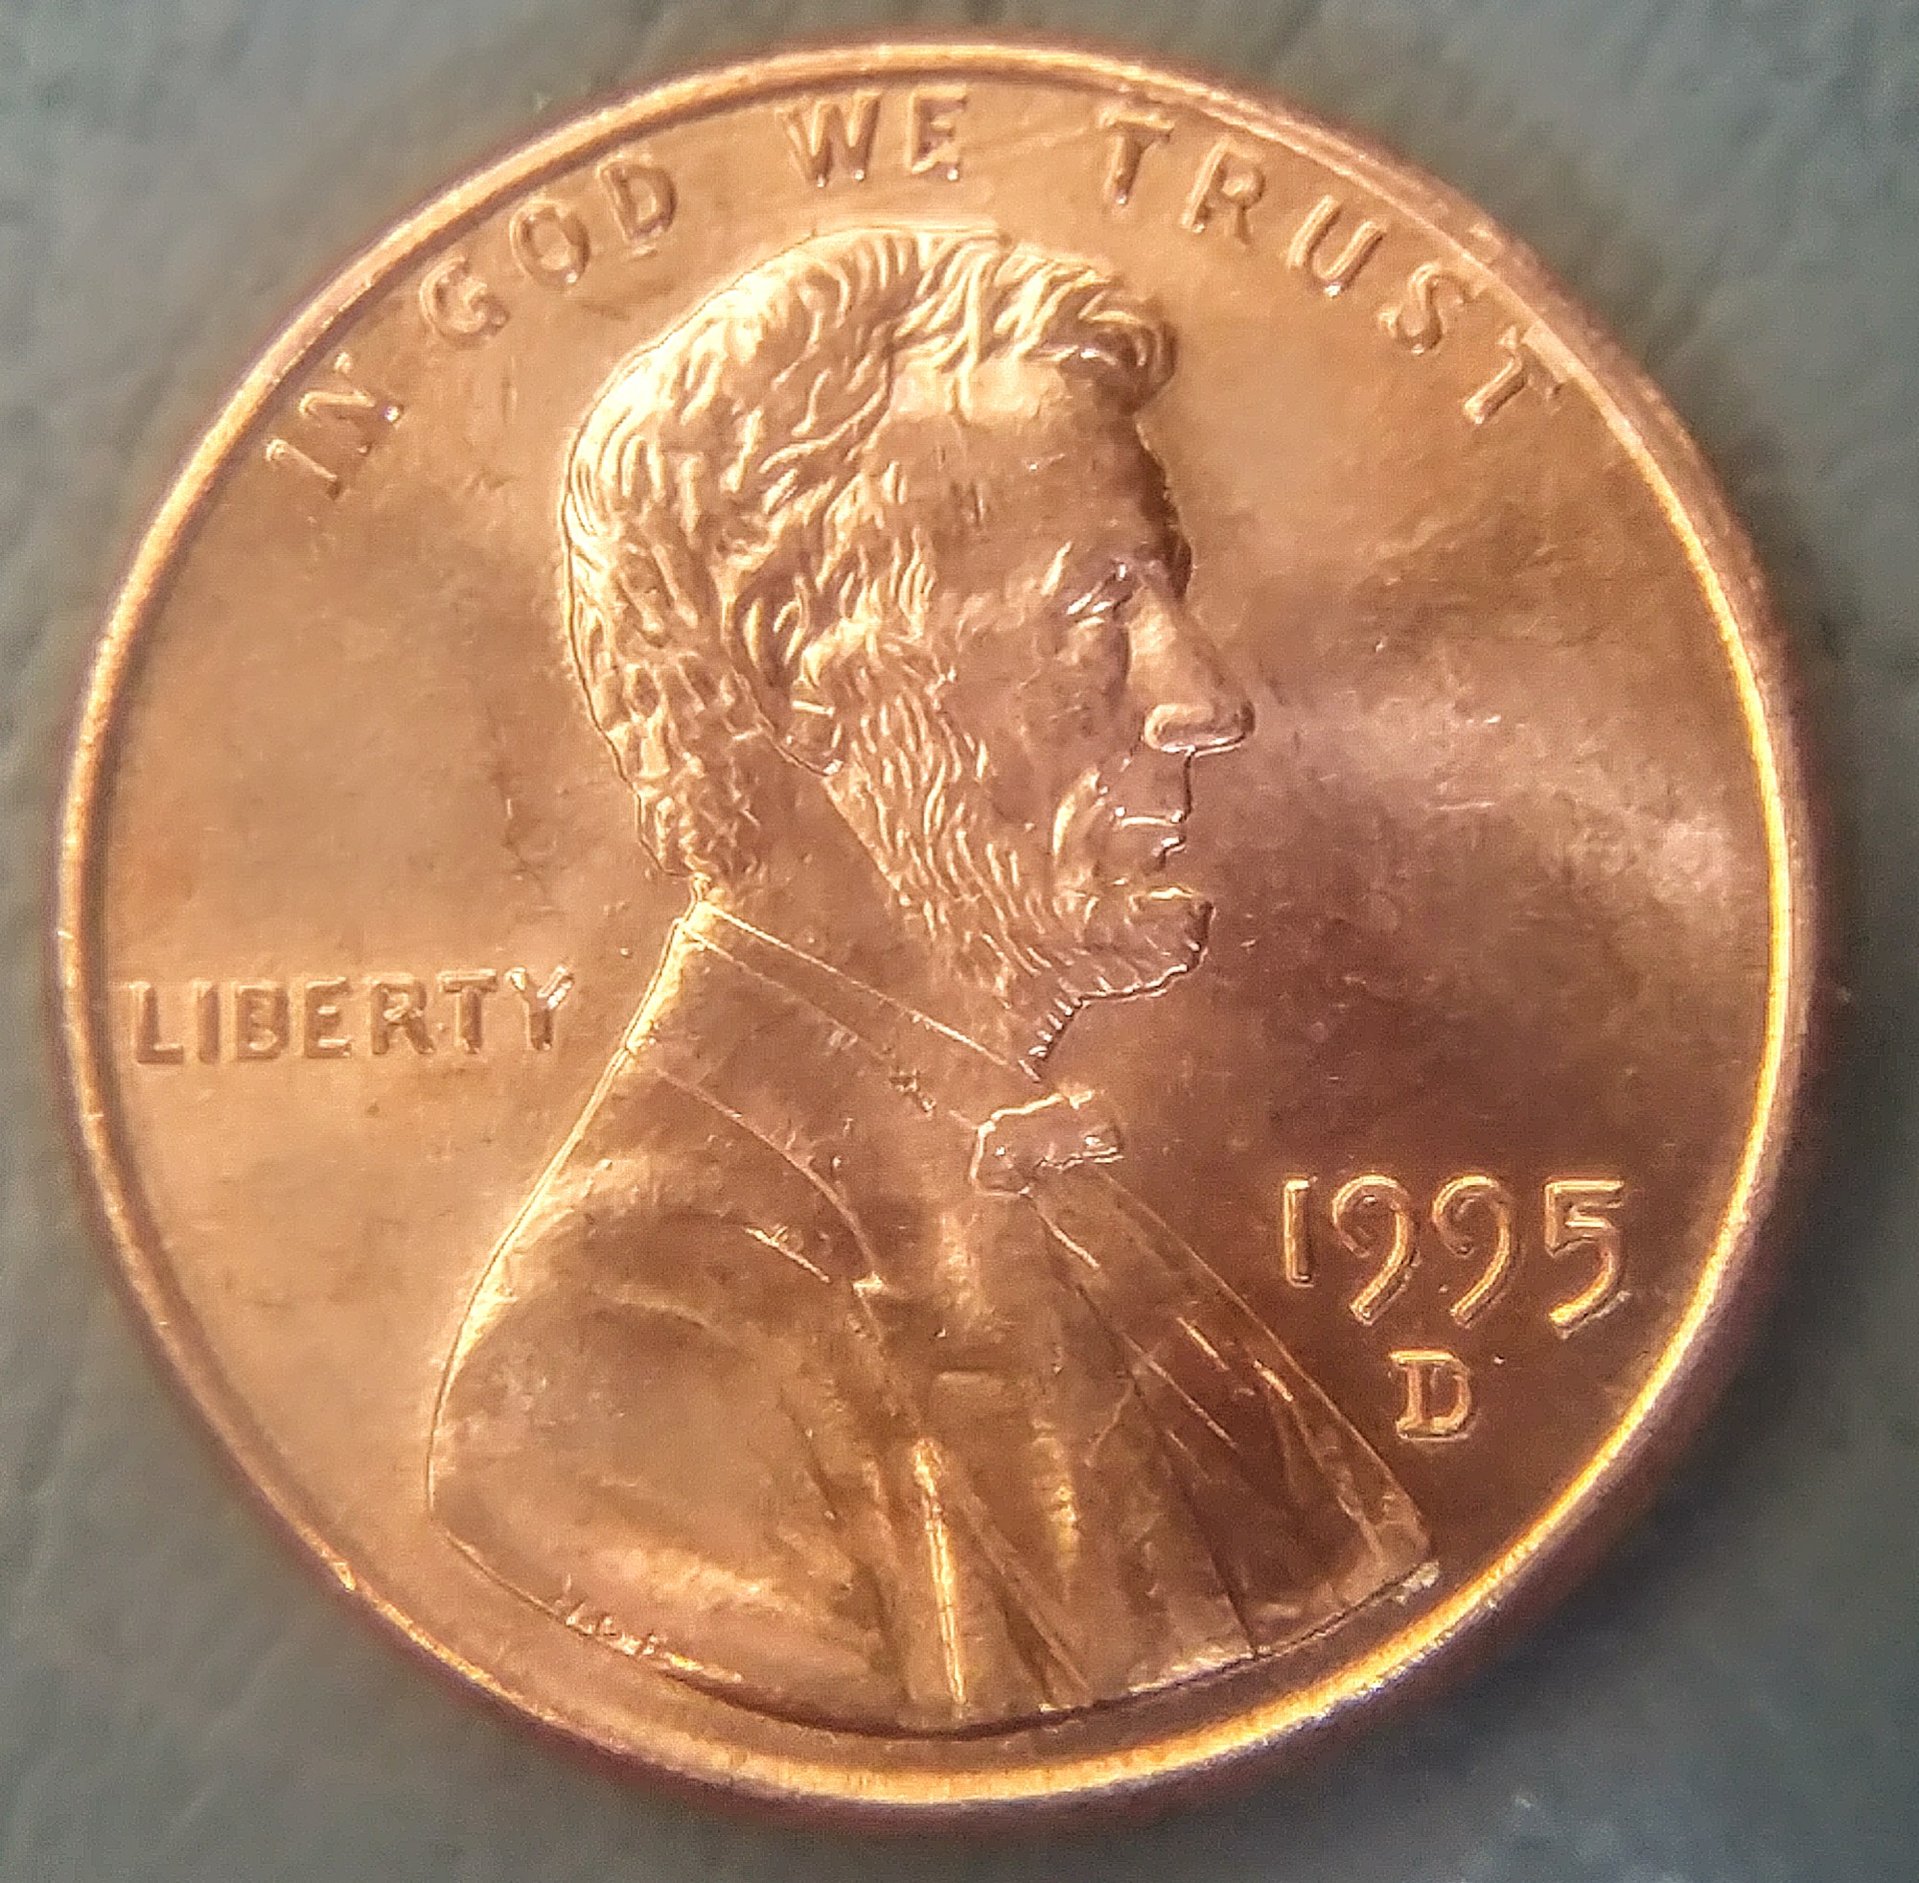 IN GOD WE TRUST
LIBERTY
1995
D